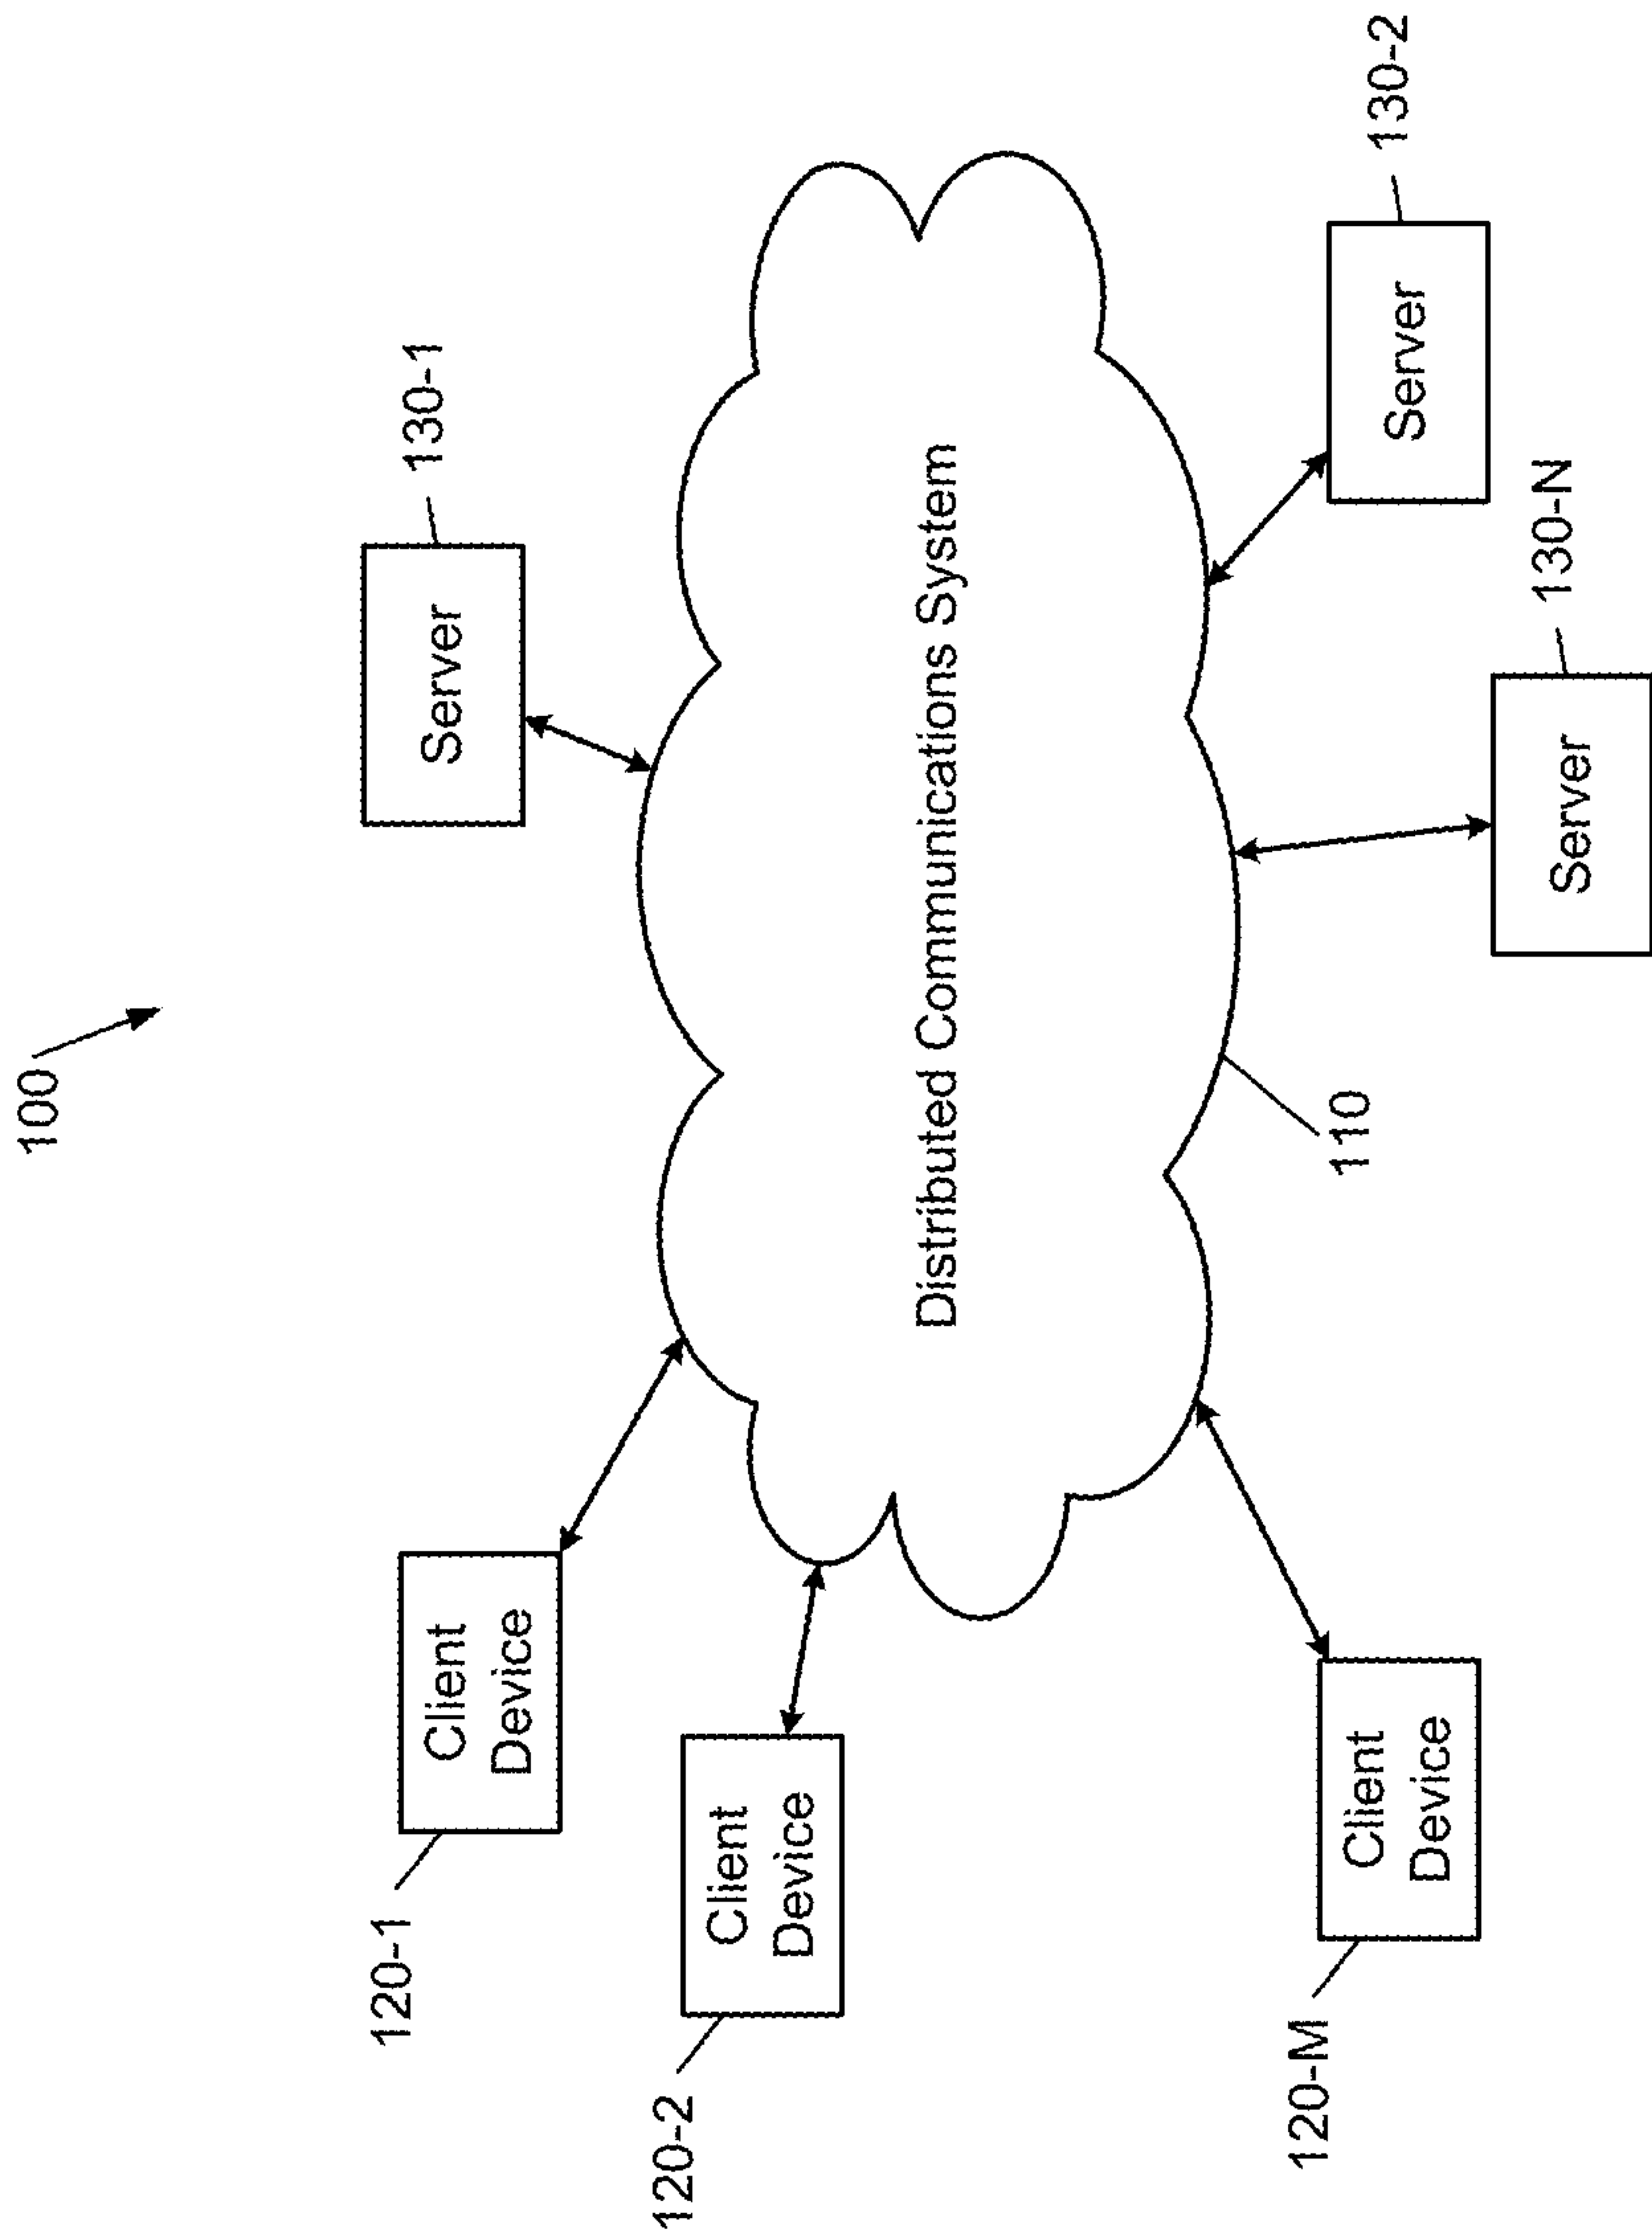 100
130-1
Server
120-1
Client
Device
120-2
Client
Device
Distributed Communications System
130-2
Server
110
120-M
Client
Device
130-N
Server